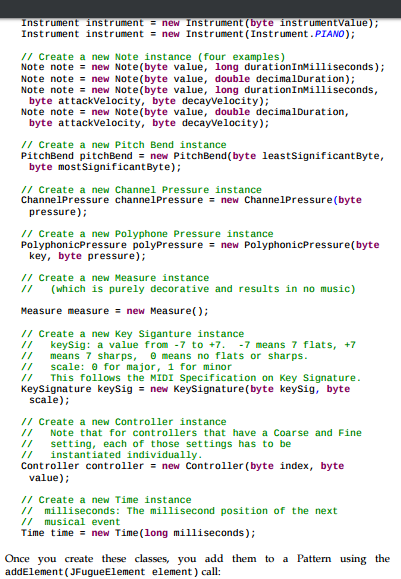 Instrument instrument = new Instrument(byte instrumentValue);
Instrument instrument = new Instrument(Instrument.PIANO);
// Create a new Note instance (four examples)
Note note = new Note(byte value, long durationInMilliseconds);
Note note = new Note(byte value, double decimalDuration);
Note note = new Note(byte value, long durationInMilliseconds,
byte attackVelocity, byte decayVelocity);
Note note = new Note(byte value, double decimalDuration,
byte attackVelocity, byte decayVelocity);
// Create a new Pitch Bend instance
PitchBend pitchBend = new PitchBend(byte leastSignificantByte,
byte mostSignificantByte);
// Create a new Channel Pressure instance
ChannelPressure channelPressure = new ChannelPressure(byte
pressure);
// Create a new Polyphone Pressure instance
PolyphonicPressure polyPressure = new PolyphonicPressure(byte
key, byte pressure);
// Create a new Measure instance
// (which is purely decorative and results in no music)
Measure measure = new Measure();
// Create a new Key Siganture instance
// keySig: a value from -7 to +7. -7 means 7 flats, +7
// means 7 sharps, 0 means no flats or sharps.
// scale: 0 for major, 1 for minor
// This follows the MIDI Specification on Key Signature.
KeySignature keySig = new KeySignature(byte keySig, byte
scale);
// Create a new Controller instance
// Note that for controllers that have a Coarse and Fine
// setting, each of those settings has to be
// instantiated individually.
Controller controller = new Controller(byte index, byte
value);
// Create a new Time instance
// milliseconds: The millisecond position of the next
// musical event
Time time = new Time(long milliseconds);
Once you create these classes, you add them to a Pattern using the
addElement(JFugueElement element) call: